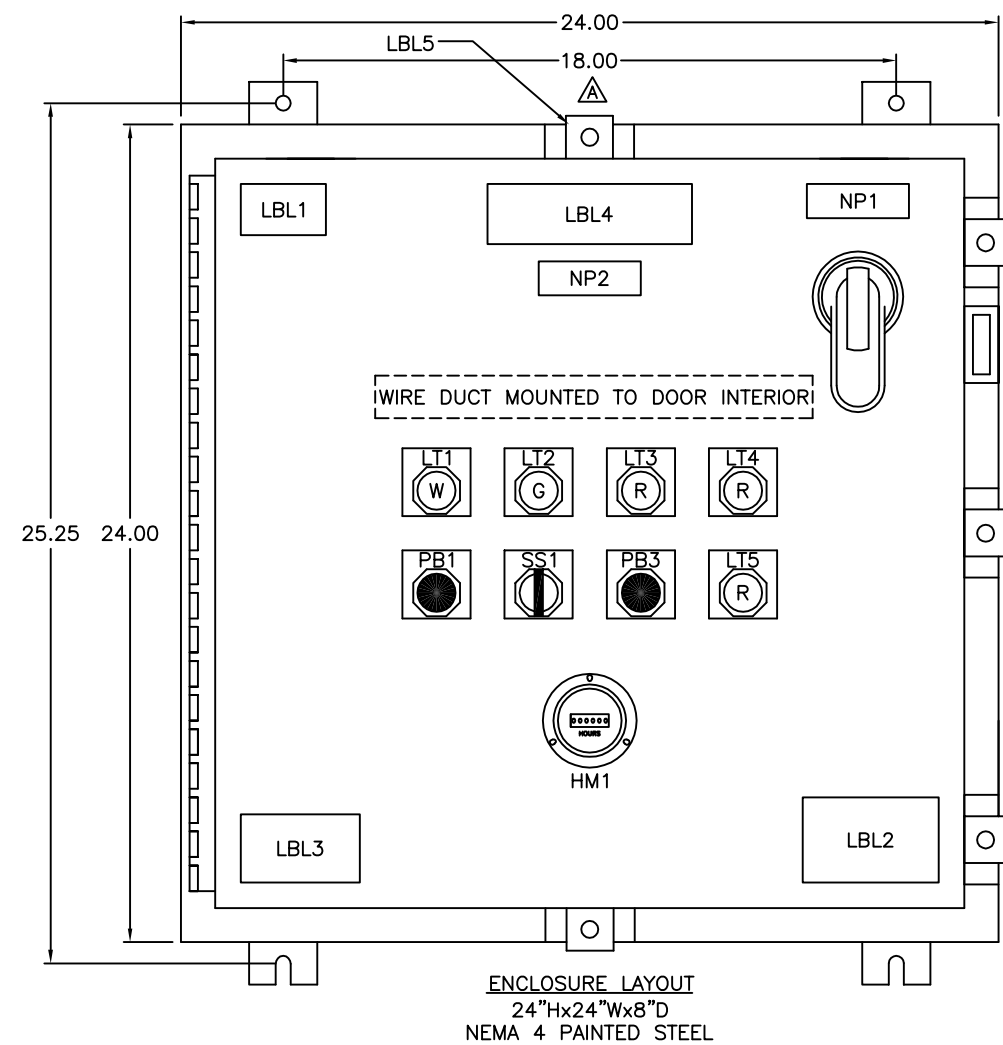 24.00
LBL5
18.00
A
LBL1
LBL4
NP1
NP2
WIRE DUCT MOUNTED TO DOOR INTERIOR
LT1 LT2 LT3 LT4
W G R R
25.25 24.00
PB1 SS1 PB3 LT5
R
000000
HOURS
HM1
LBL3
LBL2
ENCLOSURE LAYOUT
24”Hx24”Wx8”D
NEMA 4 PAINTED STEEL